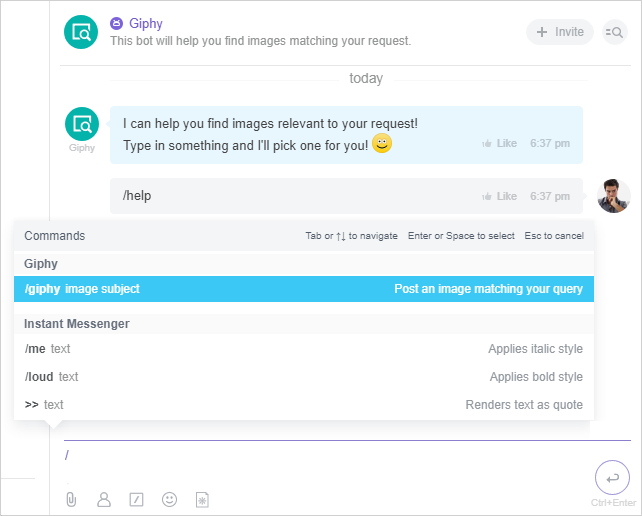 Giphy
This bot will help you find images matching your request.
+ Invite
today
I can help you find images relevant to your request!
Type in something and I'll pick one for you!
Like 6:37 pm
Giphy
/help
Like 6:37 pm
Commands Tab or ↑↓ to navigate Enter or Space to select Esc to cancel
Giphy
/giphy image subject Post an image matching your query
Instant Messenger
/me text Applies italic style
/loud text Applies bold style
>> text Renders text as quote
/
Ctrl+Enter